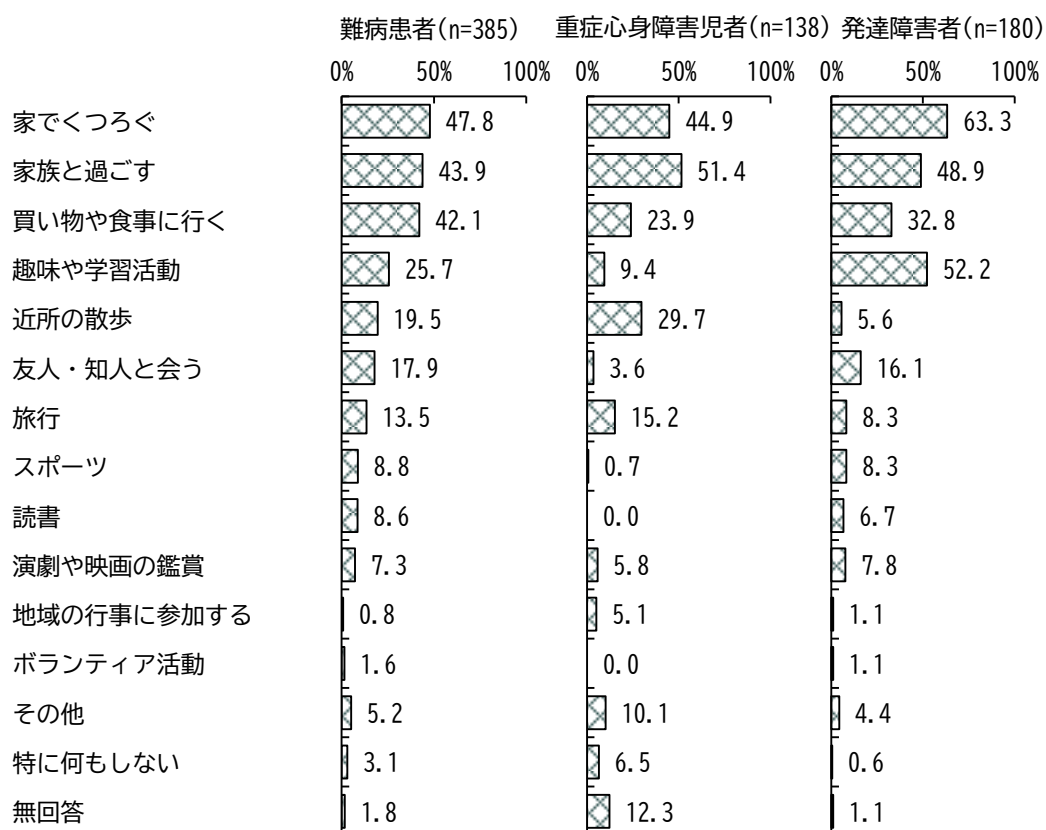 難病患者(n=385) 重症心身障害児者(n=138) 発達障害者(n=180)
0% 50% 100% 0% 50% 100% 0% 50% 100%
家でくつろぐ 47.8 44.9 63.3
家族と過ごす 43.9 51.4 48.9
買い物や食事に行く 42.1 23.9 32.8
趣味や学習活動 25.7 9.4 52.2
近所の散歩 19.5 29.7 5.6
友人・知人と会う 17.9 3.6 16.1
旅行 13.5 15.2 8.3
スポーツ 8.8 0.7 8.3
読書 8.6 0.0 6.7
演劇や映画の鑑賞 7.3 5.8 7.8
地域の行事に参加する 0.8 5.1 1.1
ボランティア活動 1.6 0.0 1.1
その他 5.2 10.1 4.4
特に何もしない 3.1 6.5 0.6
無回答 1.8 12.3 1.1